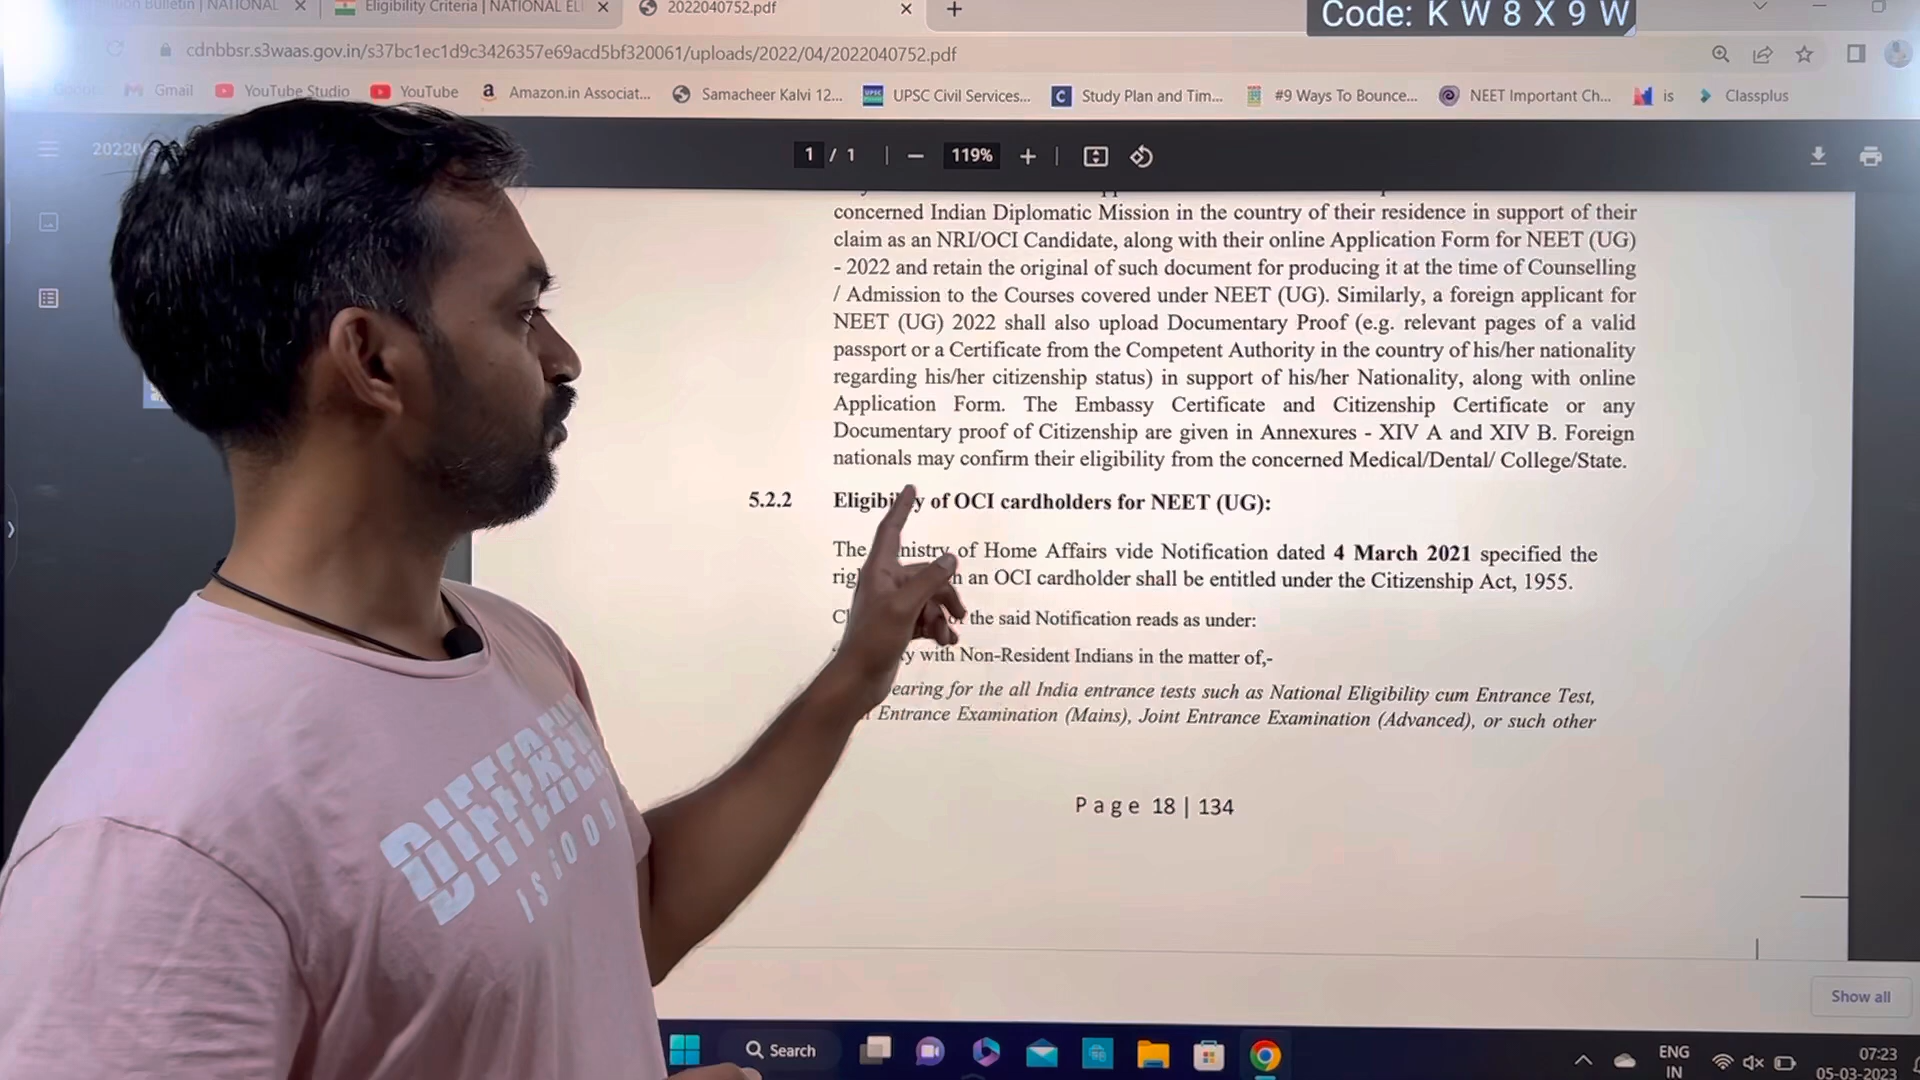 Bulletin | NATIONAL
Eligibility Criteria | NATIONAL ELI
2022040752.pdf
Code: K W 8 X 9 W
cdnbbsr.s3waas.gov.in/s37bc1ec1d9c3426357e69acd5bf320061/uploads/2022/04/2022040752.pdf
Gmail YouTube Studio YouTube Amazon.in Associat... Samacheer Kalvi 12... UPSC Civil Services... Study Plan and Tim... #9 Ways To Bounce... NEET Important Ch... is Classplus
1 / 1 119%
concerned Indian Diplomatic Mission in the country of their residence in support of their
claim as an NRI/OCI Candidate, along with their online Application Form for NEET (UG)
- 2022 and retain the original of such document for producing it at the time of Counselling
/ Admission to the Courses covered under NEET (UG). Similarly, a foreign applicant for
NEET (UG) 2022 shall also upload Documentary Proof (e.g. relevant pages of a valid
passport or a Certificate from the Competent Authority in the country of his/her nationality
regarding his/her citizenship status) in support of his/her Nationality, along with online
Application Form. The Embassy Certificate and Citizenship Certificate or any
Documentary proof of Citizenship are given in Annexures - XIV A and XIV B. Foreign
nationals may confirm their eligibility from the concerned Medical/Dental/ College/State.
5.2.2 of OCI cardholders for NEET (UG):
The of Home Affairs vide Notification dated 4 March 2021 specified the
an OCI cardholder shall be entitled under the Citizenship Act, 1955.
the said Notification reads as under:
with Non-Resident Indians in the matter of,-
for the all India entrance tests such as National Eligibility cum Entrance Test,
Entrance Examination (Mains), Joint Entrance Examination (Advanced), or such other
Page 18 | 134
Show all
Search
ENG
IN
07:23
05-03-2023
IS GOOD